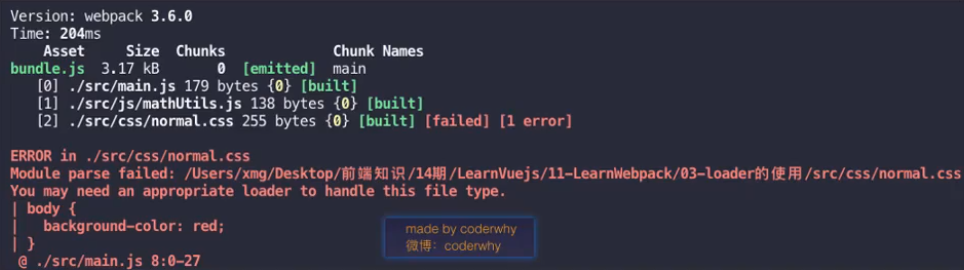 Version: webpack 3.6.0
Time: 204ms
Asset Size Chunks Chunk Names
bundle.js 3.17 kB 0 [emitted] main
[0] ./src/main.js 179 bytes {0} [built]
[1] ./src/js/mathUtils.js 138 bytes {0} [built]
[2] ./src/css/normal.css 255 bytes {0} [built] [failed] [1 error]
ERROR in ./src/css/normal.css
Module parse failed: /Users/xmg/Desktop/前端知识/14期/LearnVuejs/11-LearnWebpack/03-loader的使用/src/css/normal.css
You may need an appropriate loader to handle this file type.
| body {
|   background-color: red;
| }
@ ./src/main.js 8:0-27
made by coderwhy
微博：coderwhy